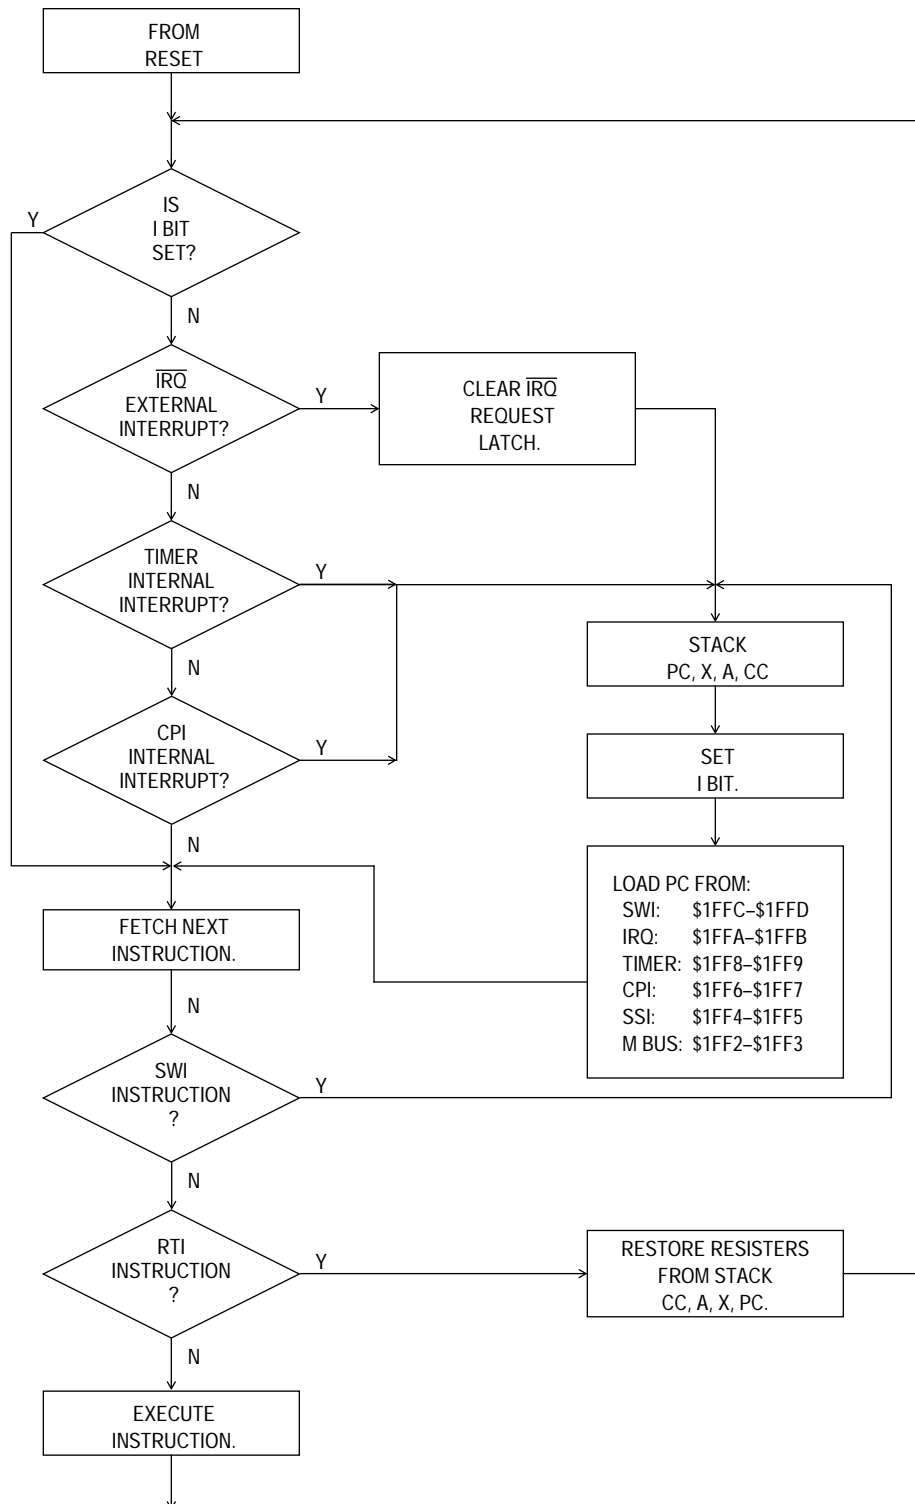 FROM
RESET
IS
I BIT
SET?
Y
N
IRQ
EXTERNAL
INTERRUPT?
Y
CLEAR IRQ
REQUEST
LATCH.
N
TIMER
INTERNAL
INTERRUPT?
Y
STACK
PC, X, A, CC
N
CPI
INTERNAL
INTERRUPT?
Y
SET
I BIT.
N
LOAD PC FROM:
SWI: $1FFC–$1FFD
IRQ: $1FFA–$1FFB
TIMER: $1FF8–$1FF9
CPI: $1FF6–$1FF7
SSI: $1FF4–$1FF5
M BUS: $1FF2–$1FF3
FETCH NEXT
INSTRUCTION.
N
SWI
INSTRUCTION
?
Y
N
RTI
INSTRUCTION
?
Y
RESTORE RESISTERS
FROM STACK
CC, A, X, PC.
N
EXECUTE
INSTRUCTION.